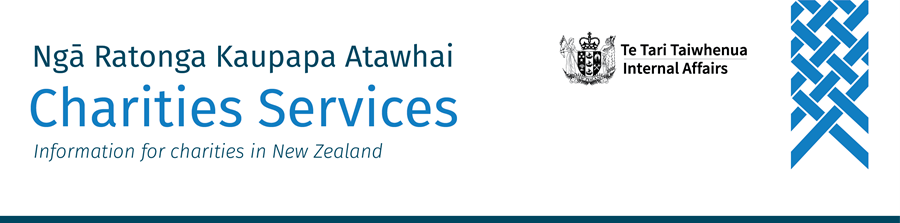 Ngā Ratonga Kaupapa Atawhai
Charities Services
Information for charities in New Zealand
Te Tari Taiwhenua
Internal Affairs